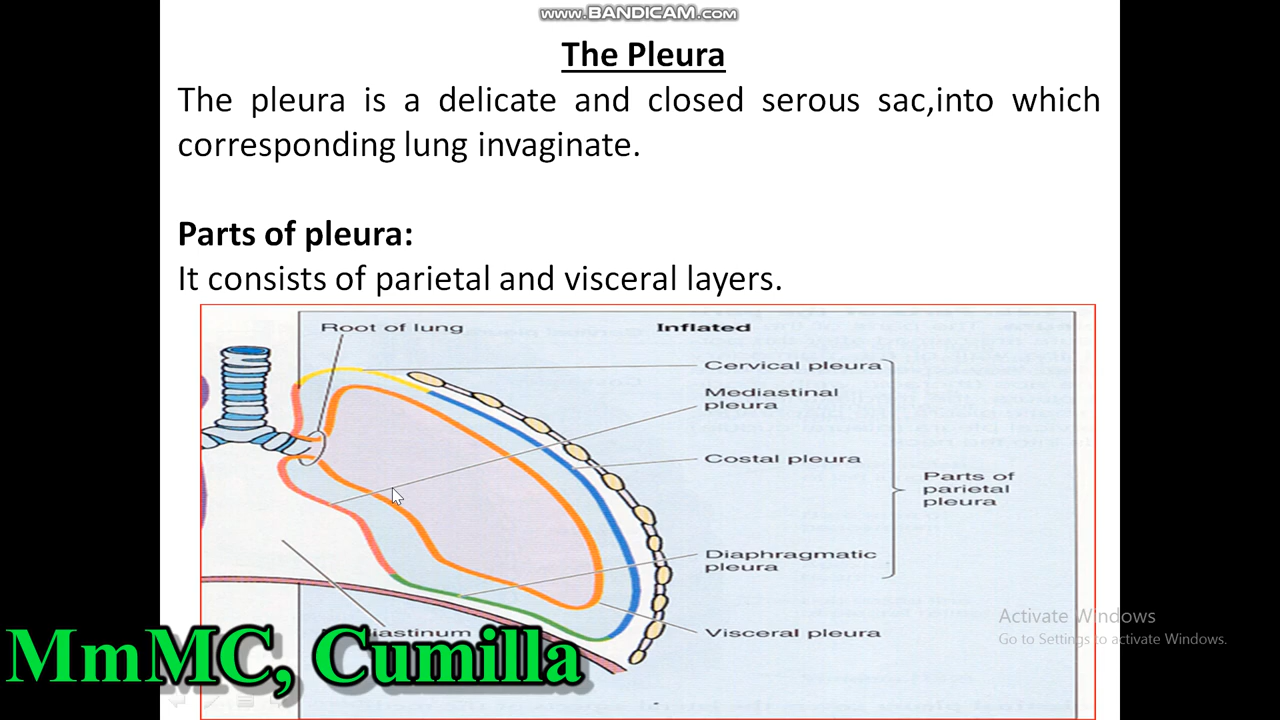 www.BANDICAM.com
The Pleura
The pleura is a delicate and closed serous sac,into which
corresponding lung invaginate.
Parts of pleura:
It consists of parietal and visceral layers.
Root of lung
Inflated
Cervical pleura
Mediastinal
pleura
Costal pleura
Parts of
parietal
pleura
Diaphragmatic
pleura
Visceral pleura
Activate Windows
Go to Settings to activate Windows.
MmMC, Cumilla